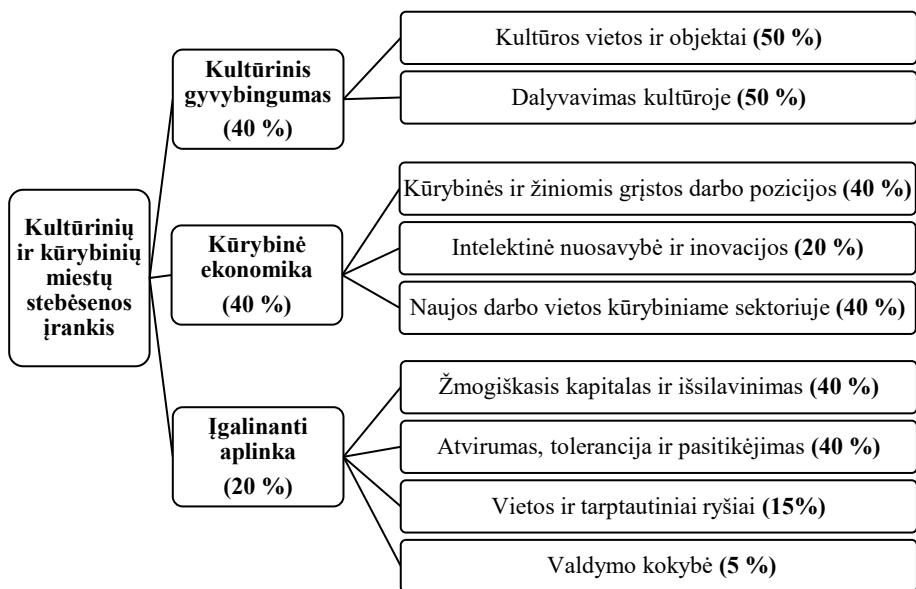 Kultūrinių
ir kūrybinių
miestų
stebėsenos
įrankis
Kultūrinis
gyvybingumas
(40 %)
Kultūros vietos ir objektai (50 %)
Dalyvavimas kultūroje (50 %)
Kūrybinė
ekonomika
(40 %)
Kūrybinės ir žiniomis grįstos darbo pozicijos (40 %)
Intelektinė nuosavybė ir inovacijos (20 %)
Naujos darbo vietos kūrybiniame sektoriuje (40 %)
Įgalinanti
aplinka
(20 %)
Žmogiškasis kapitalas ir išsilavinimas (40 %)
Atvirumas, tolerancija ir pasitikėjimas (40 %)
Vietos ir tarptautiniai ryšiai (15%)
Valdymo kokybė (5 %)